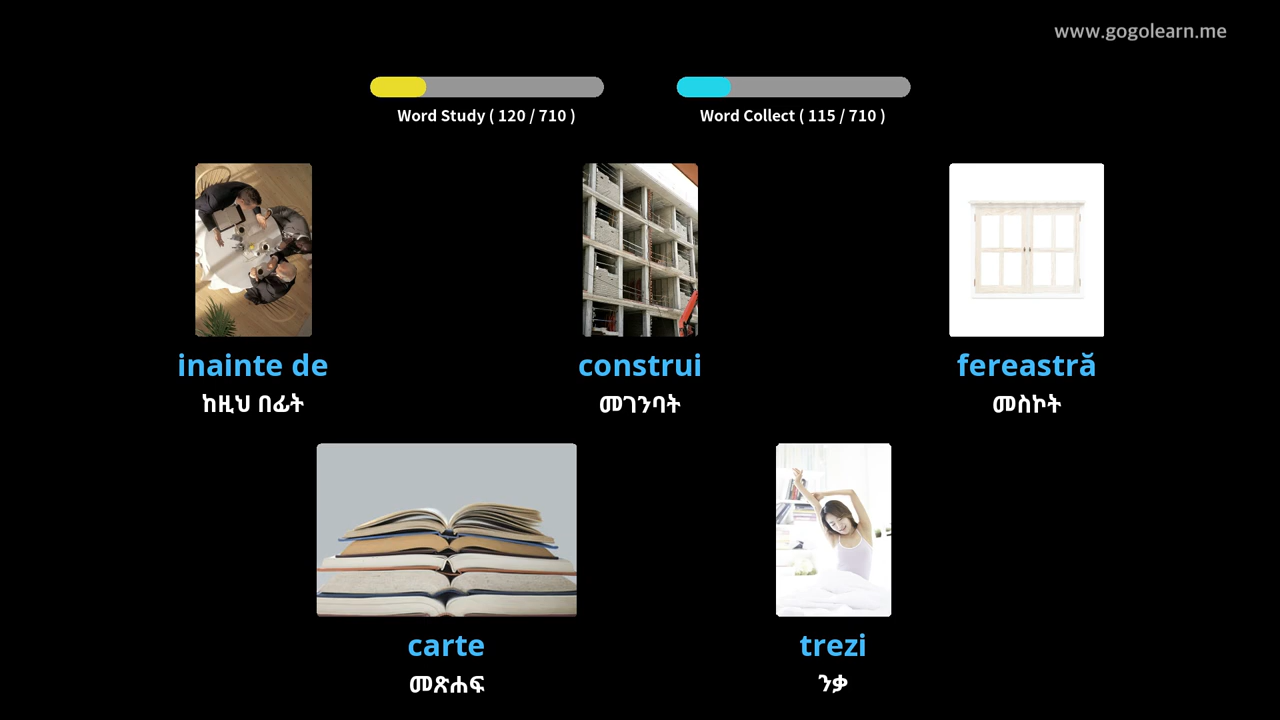 www.gogolearn.me
Word Study ( 120 / 710 )
Word Collect ( 115 / 710 )
inainte de
construi
fereastră
ከዚህ በፊት
መገንባት
መስኮት
carte
trezi
መጽሐፍ
ንቃ